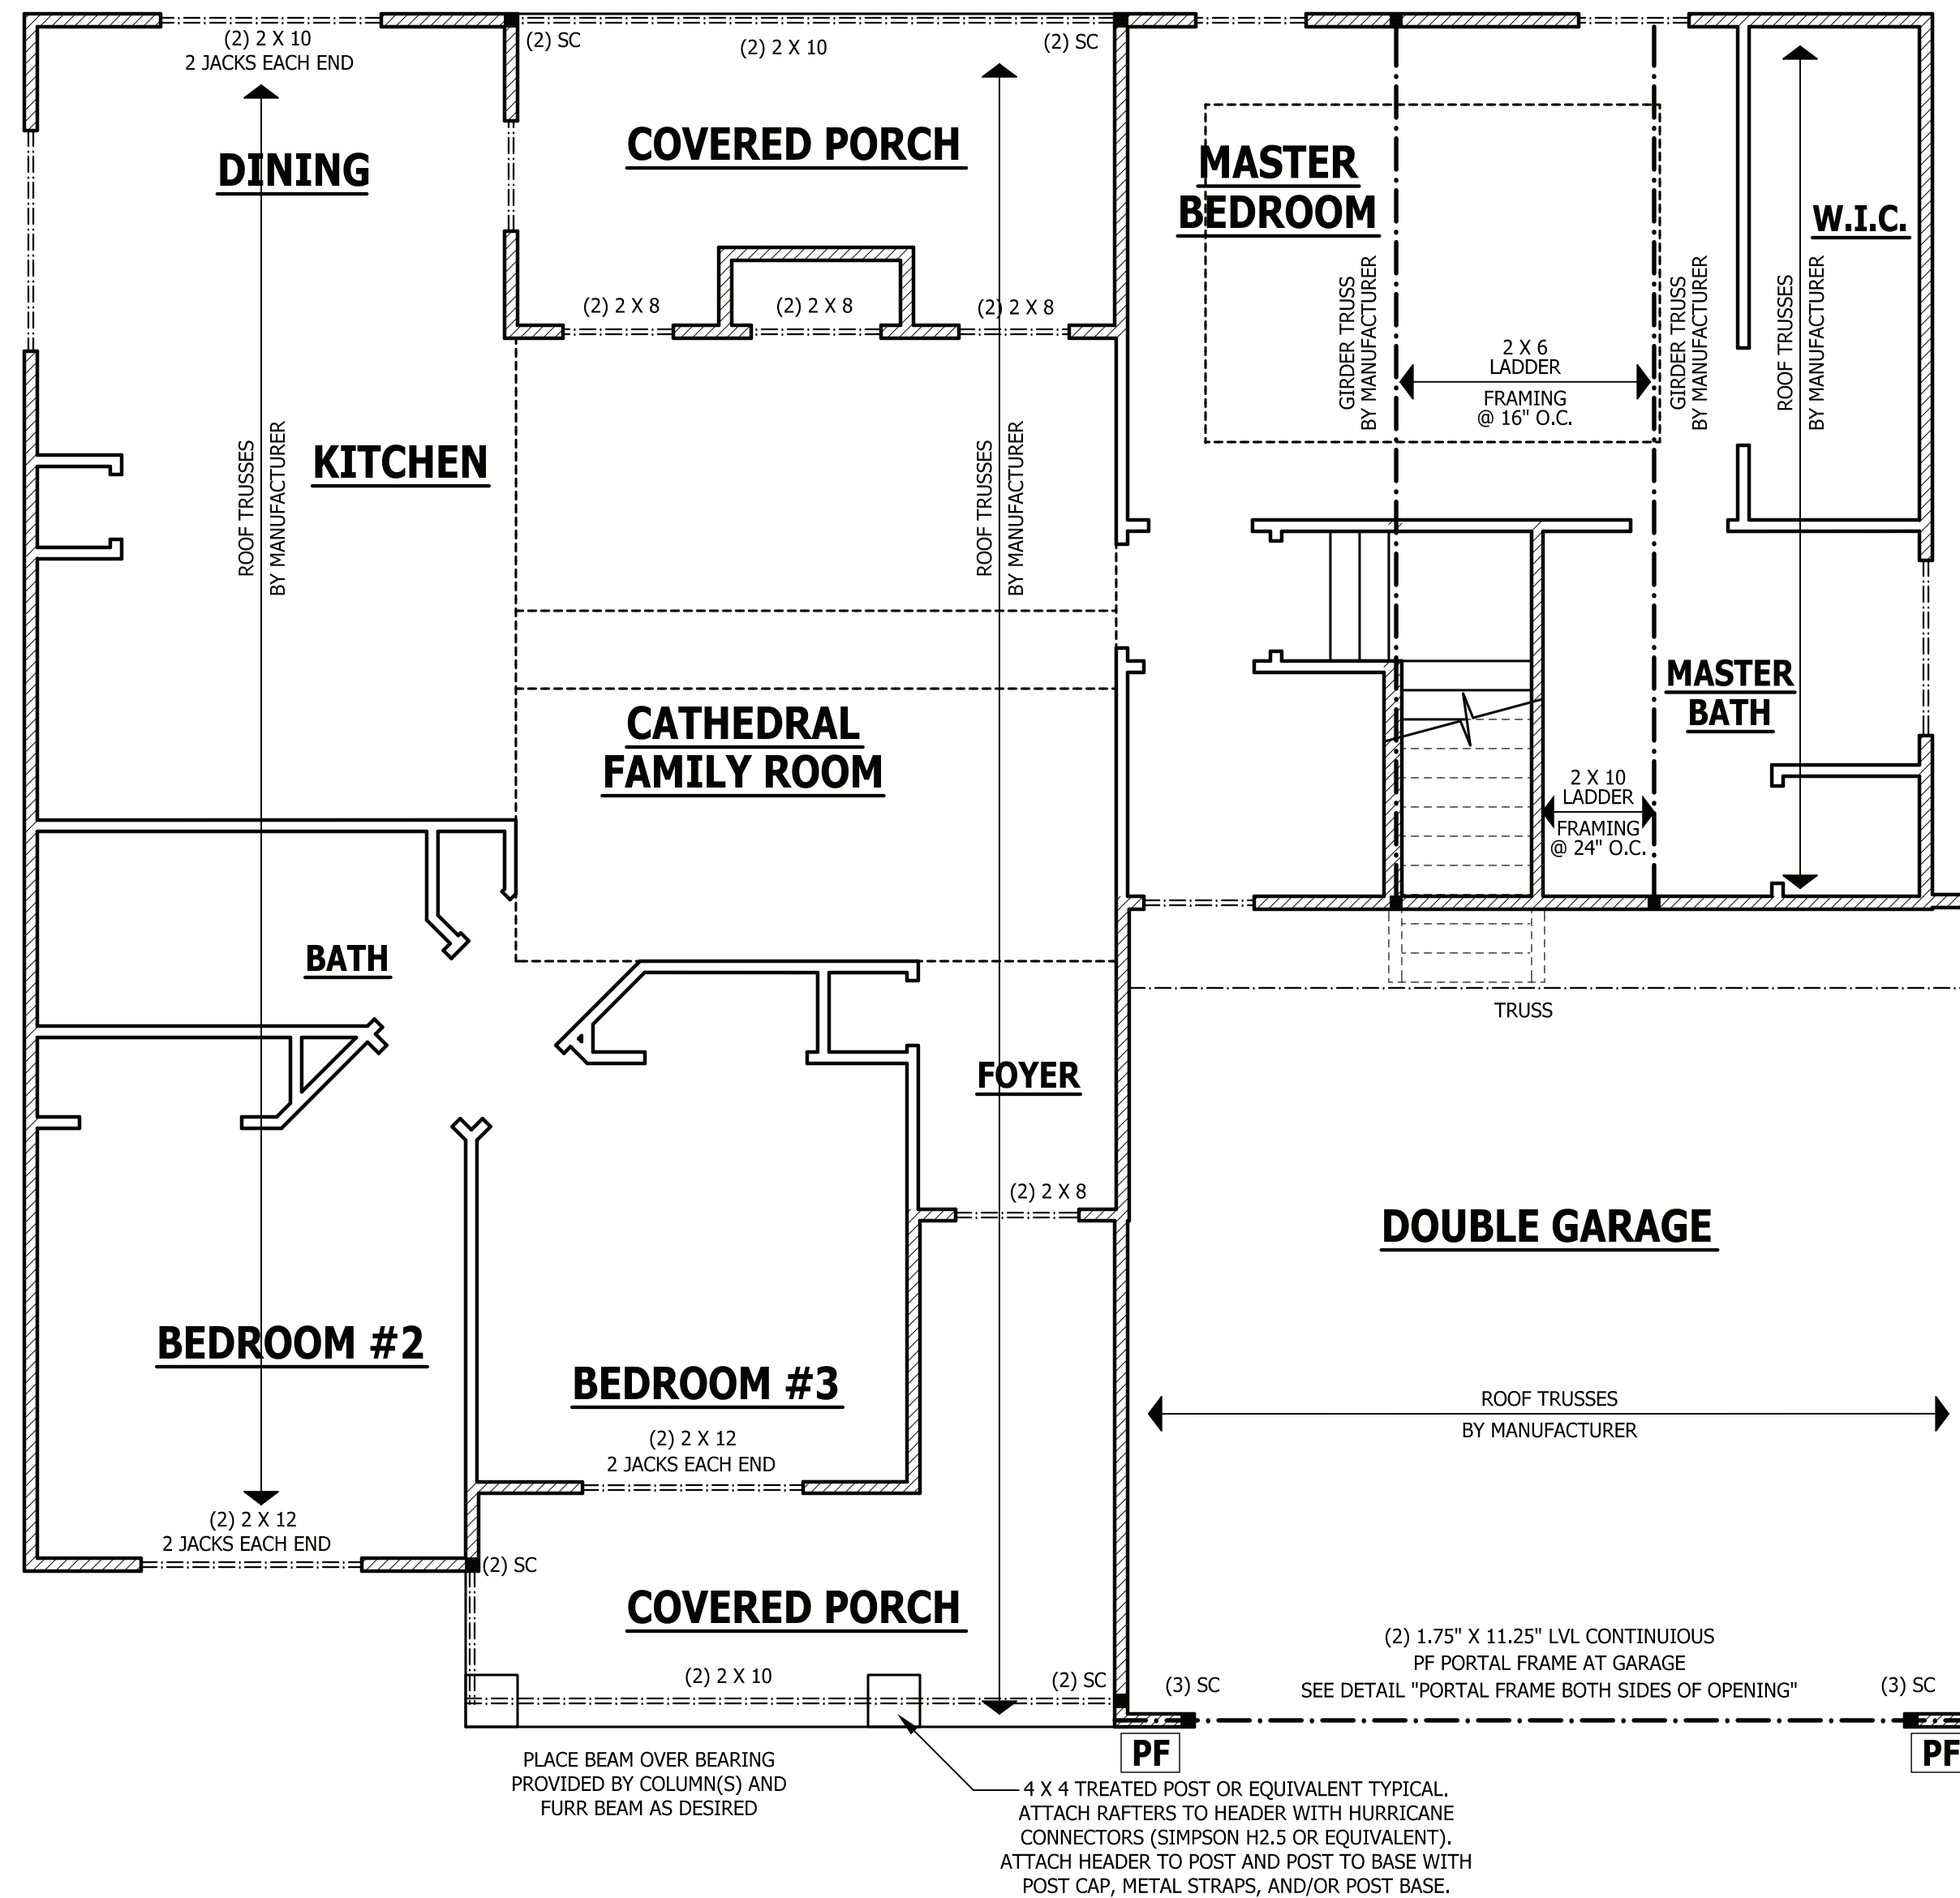 (2) 2 X 10
2 JACKS EACH END
(2) SC
(2) 2 X 10
(2) SC
DINING
COVERED PORCH
MASTER
BEDROOM
W.I.C.
(2) 2 X 8
(2) 2 X 8
(2) 2 X 8
GIRDER TRUSS
BY MANUFACTURER
2 X 6
LADDER
FRAMING
@ 16" O.C.
GIRDER TRUSS
BY MANUFACTURER
ROOF TRUSSES
BY MANUFACTURER
KITCHEN
ROOF TRUSSES
BY MANUFACTURER
ROOF TRUSSES
BY MANUFACTURER
CATHEDRAL
FAMILY ROOM
MASTER
BATH
2 X 10
LADDER
FRAMING
@ 24" O.C.
BATH
TRUSS
FOYER
(2) 2 X 8
DOUBLE GARAGE
BEDROOM #2
BEDROOM #3
ROOF TRUSSES
BY MANUFACTURER
(2) 2 X 12
2 JACKS EACH END
(2) 2 X 12
2 JACKS EACH END
(2) SC
COVERED PORCH
(2) 2 X 10
(2) SC
(3) SC
(2) 1.75" X 11.25" LVL CONTINUIOUS
PF PORTAL FRAME AT GARAGE
SEE DETAIL "PORTAL FRAME BOTH SIDES OF OPENING"
(3) SC
PF
PF
PLACE BEAM OVER BEARING
PROVIDED BY COLUMN(S) AND
FURR BEAM AS DESIRED
4 X 4 TREATED POST OR EQUIVALENT TYPICAL.
ATTACH RAFTERS TO HEADER WITH HURRICANE
CONNECTORS (SIMPSON H2.5 OR EQUIVALENT).
ATTACH HEADER TO POST AND POST TO BASE WITH
POST CAP, METAL STRAPS, AND/OR POST BASE.